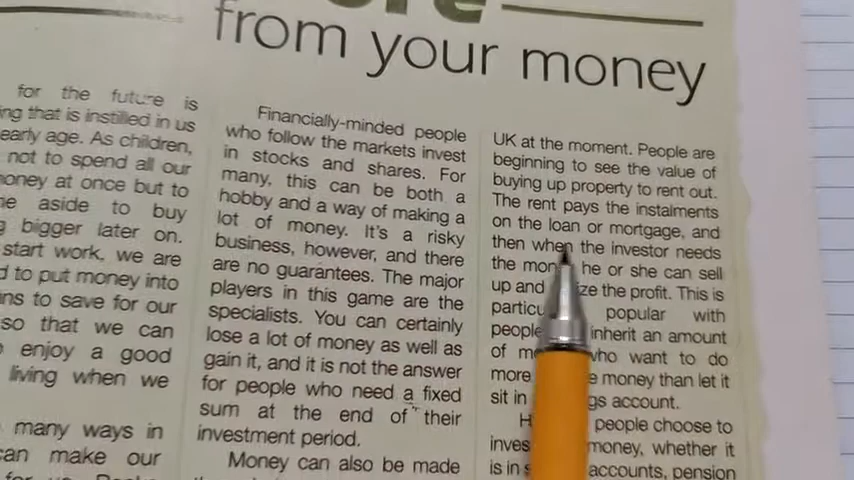 from your money
for the future is
ing that is instilled in us
early age. As children,
not to spend all our
money at once but to
aside to buy
bigger later on.
start work, we are
d to put money into
ns to save for our
so that we can
enjoy a good
living when we
many ways in
can make our
Financially-minded people
who follow the markets invest
in stocks and shares. For
many, this can be both a
hobby and a way of making a
lot of money. It's a risky
business, however, and there
are no guarantees. The major
players in this game are the
specialists. You can certainly
lose a lot of money as well as
gain it, and it is not the answer
for people who need a fixed
sum at the end of their
investment period.
Money can also be made
UK at the moment. People are
beginning to see the value of
buying up property to rent out.
The rent pays the instalments
on the loan or mortgage, and
then when the investor needs
the mon he or she can sell
up and ize the profit. This is
particu popular with
people inherit an amount
of m who want to do
more e money than let it
sit in gs account.
H people choose to
inves money, whether it
is in s accounts, pension